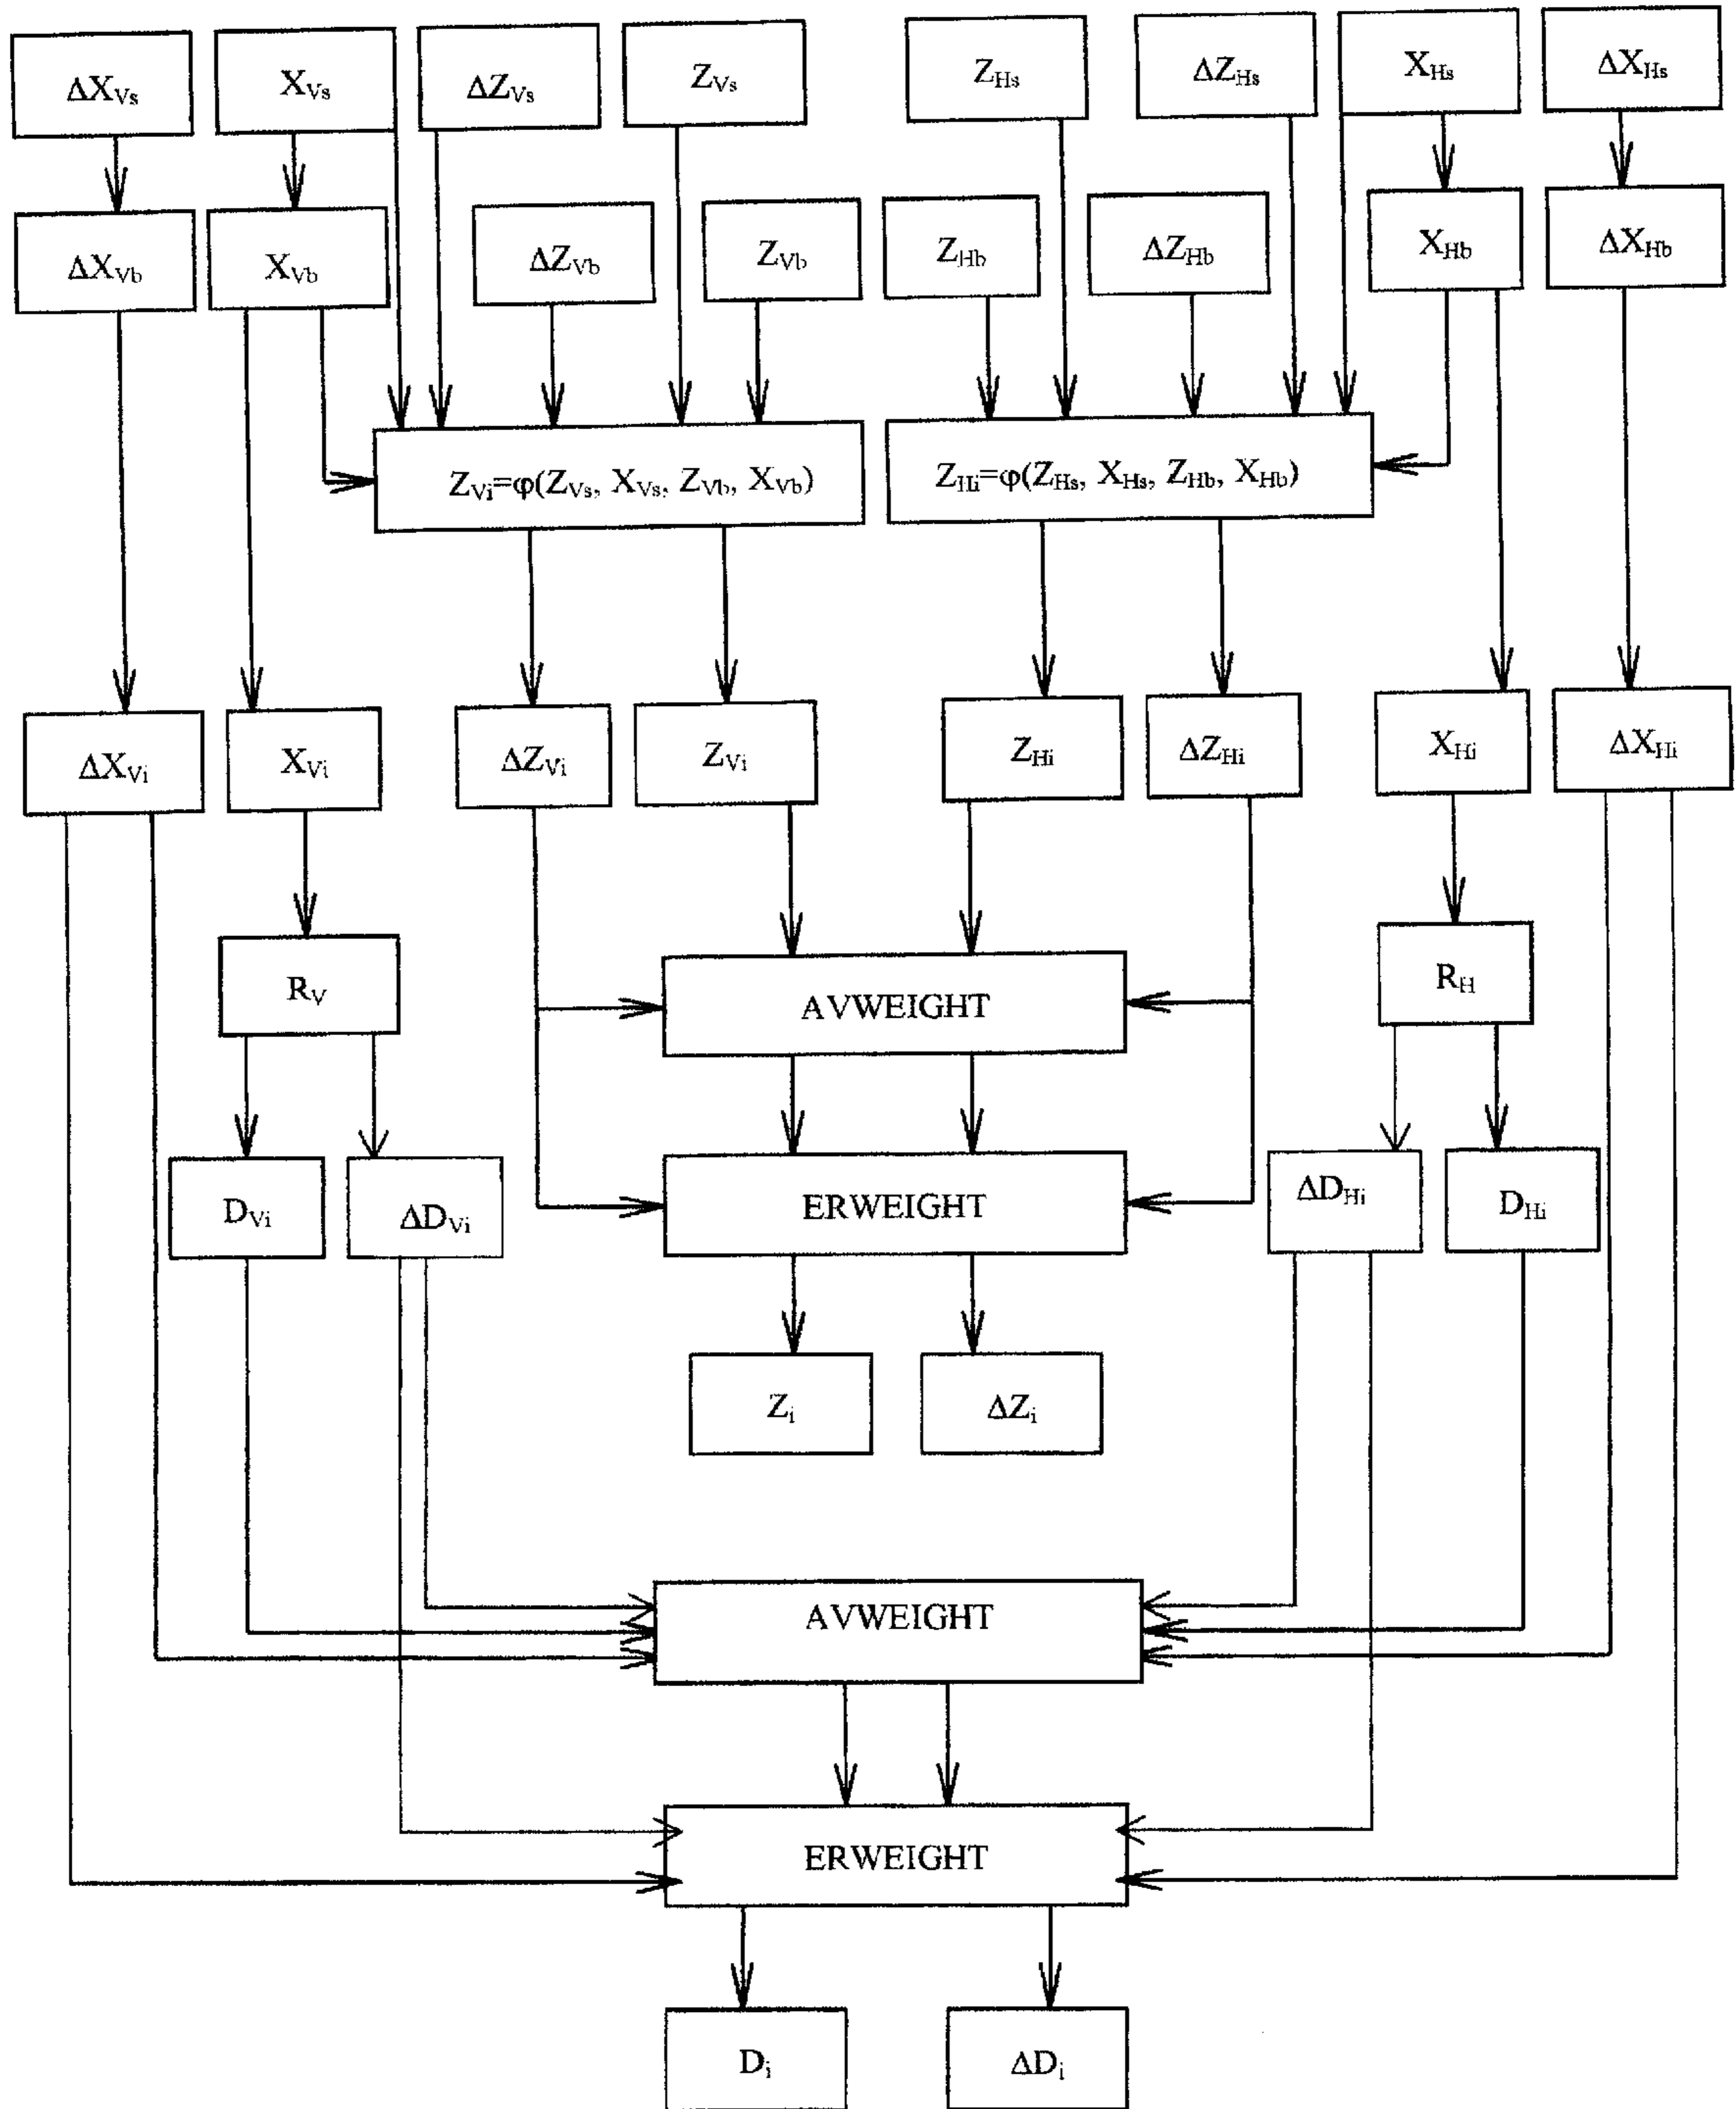 ΔX_Vs X_Vs ΔZ_Vs Z_Vs Z_Hs ΔZ_Hs X_Hs ΔX_Hs
ΔX_Vb X_Vb ΔZ_Vb Z_Vb Z_Hb ΔZ_Hb X_Hb ΔX_Hb
Z_Vi=φ(Z_Vs, X_Vs, Z_Vb, X_Vb) Z_Hi=φ(Z_Hs, X_Hs, Z_Hb, X_Hb)
ΔX_Vi X_Vi ΔZ_Vi Z_Vi Z_Hi ΔZ_Hi X_Hi ΔX_Hi
R_V AVWEIGHT R_H
D_Vi ΔD_Vi ERWEIGHT ΔD_Hi D_Hi
Z_i ΔZ_i
AVWEIGHT
ERWEIGHT
D_i ΔD_i